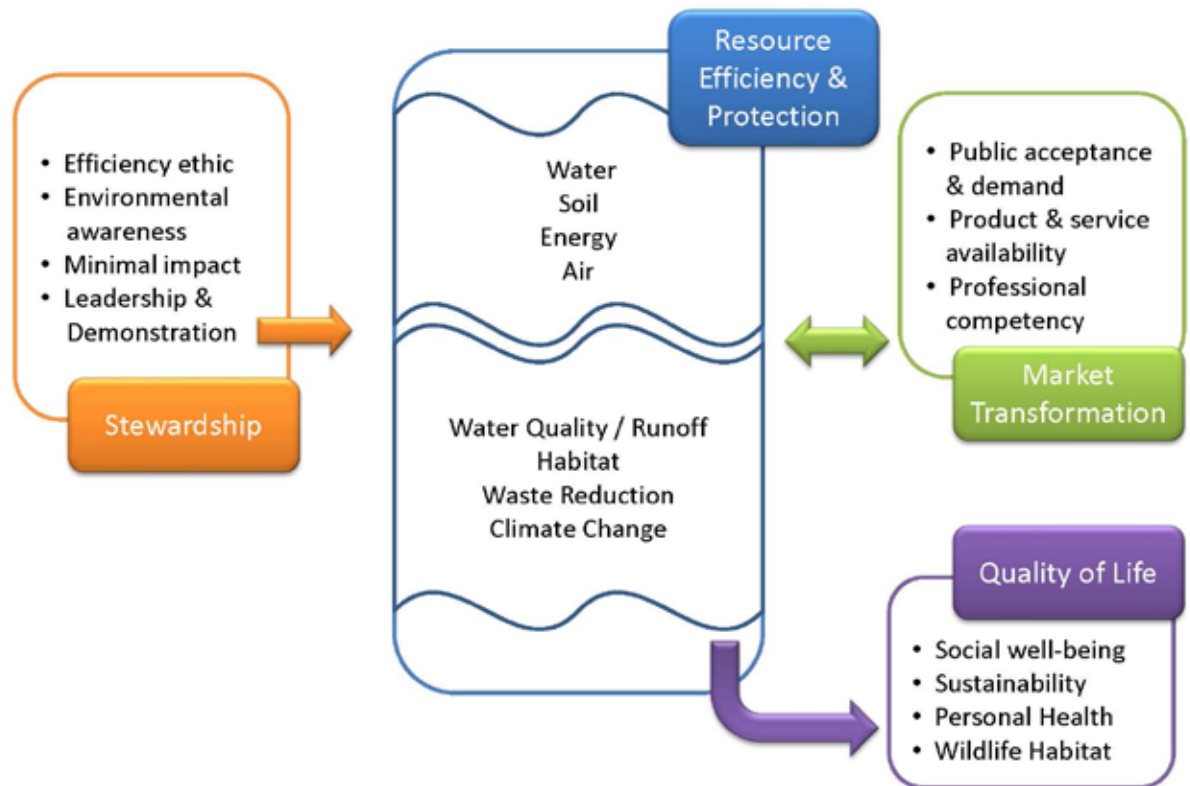 Resource
Efficiency &
Protection
• Efficiency ethic
• Environmental
awareness
• Minimal impact
• Leadership &
Demonstration
Stewardship
Water
Soil
Energy
Air
Water Quality / Runoff
Habitat
Waste Reduction
Climate Change
• Public acceptance
& demand
• Product & service
availability
• Professional
competency
Market
Transformation
Quality of Life
• Social well-being
• Sustainability
• Personal Health
• Wildlife Habitat